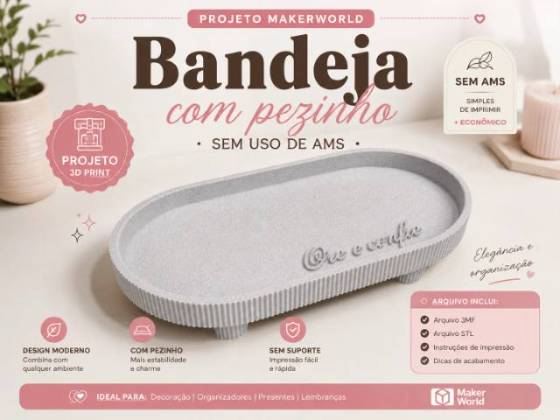 PROJETO MAKERWORLD
Bandeja
com pezinho
• SEM USO DE AMS •
SEM AMS
SIMPLES
DE IMPRIMIR
+ ECONÔMICO
PROJETO
3D PRINT
Ore e confie
Elegância e
organização
DESIGN MODERNO
Combina com
qualquer ambiente
COM PEZINHO
Mais estabilidade
e charme
SEM SUPORTE
Impressão fácil
e rápida
ARQUIVO INCLUI:
Arquivo 3MF
Arquivo STL
Instruções de impressão
Dicas de acabamento
IDEAL PARA: Decoração | Organizadores | Presentes | Lembranças
Maker
World